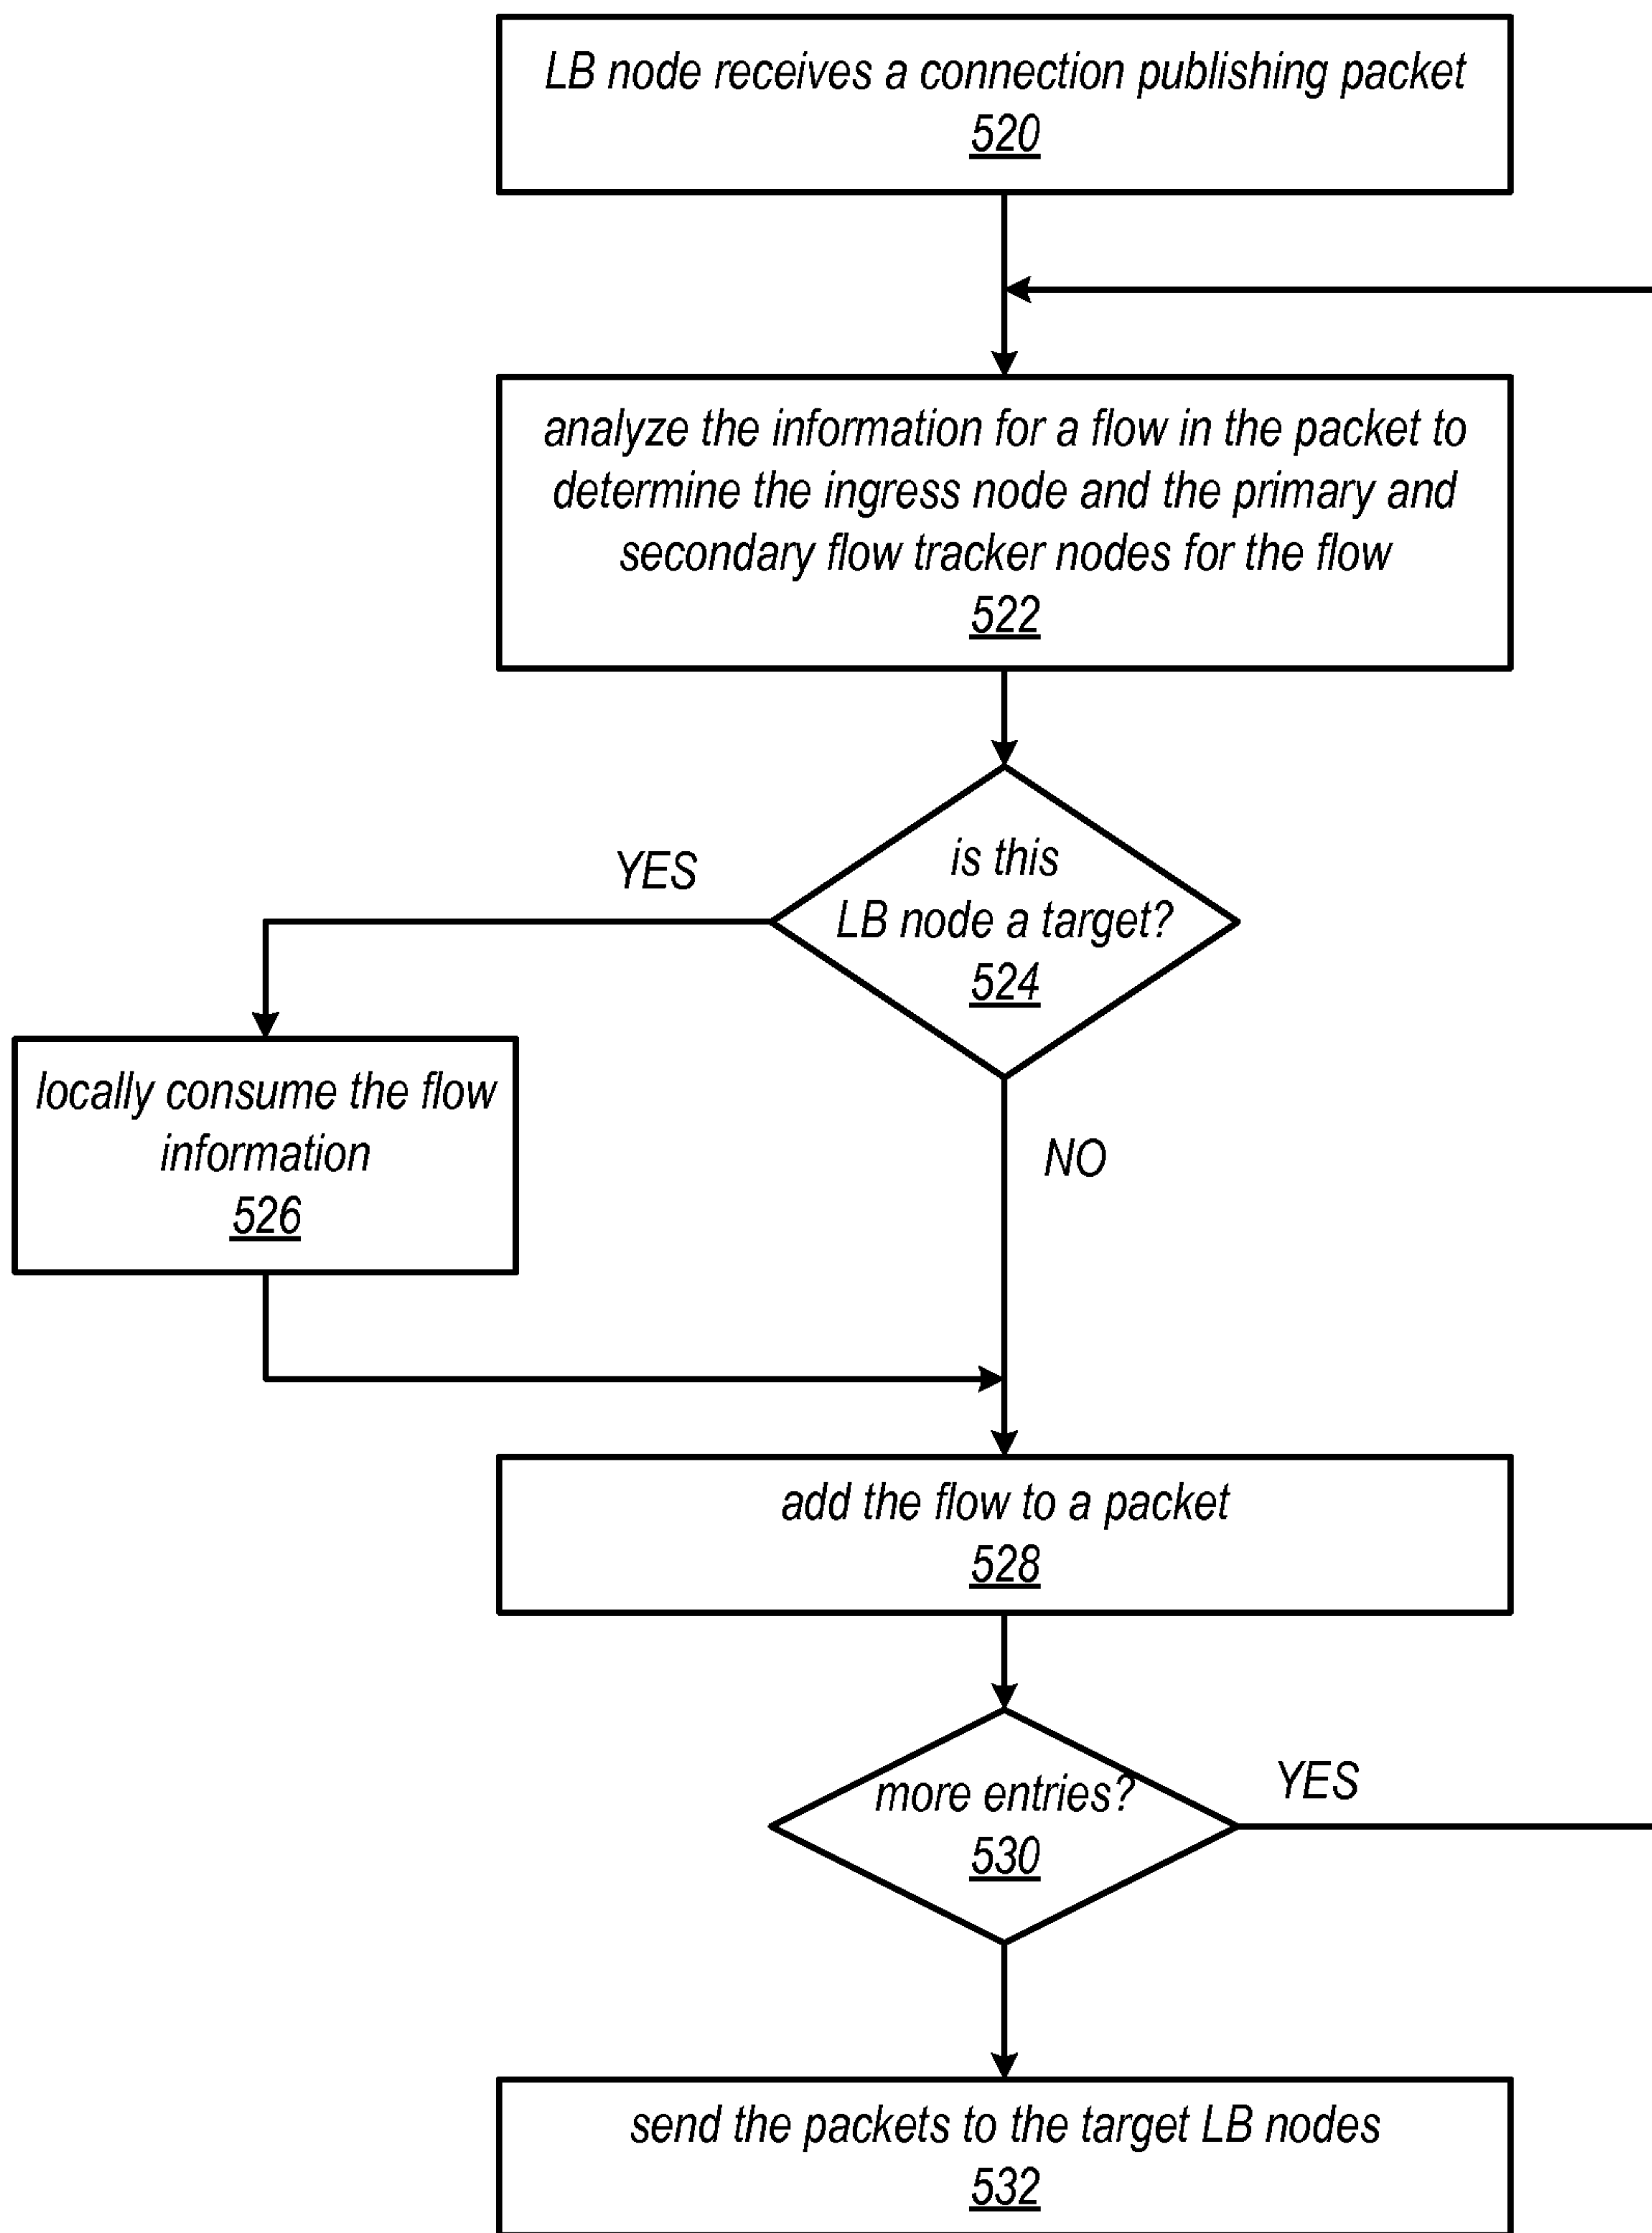 LB node receives a connection publishing packet
520
analyze the information for a flow in the packet to
determine the ingress node and the primary and
secondary flow tracker nodes for the flow
522
YES
is this
LB node a target?
524
locally consume the flow
information
526
NO
add the flow to a packet
528
more entries?
530
YES
send the packets to the target LB nodes
532